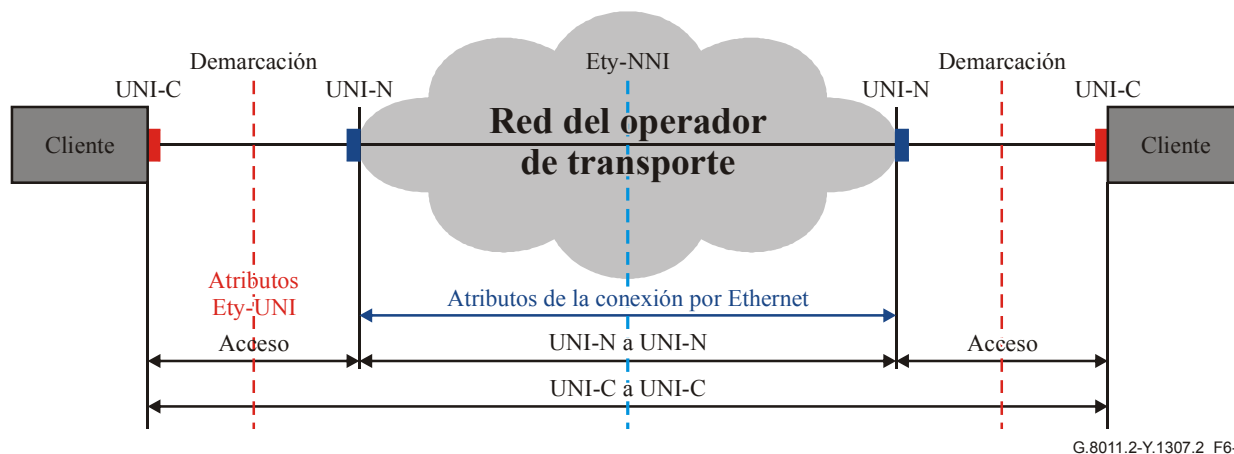 Demarcación
Ety-NNI
Demarcación
UNI-C
UNI-N
UNI-N
UNI-C
Cliente
Red del operador
de transporte
Cliente
Atributos
Ety-UNI
Atributos de la conexión por Ethernet
Acceso
UNI-N a UNI-N
Acceso
UNI-C a UNI-C
G.8011.2-Y.1307.2 F6-